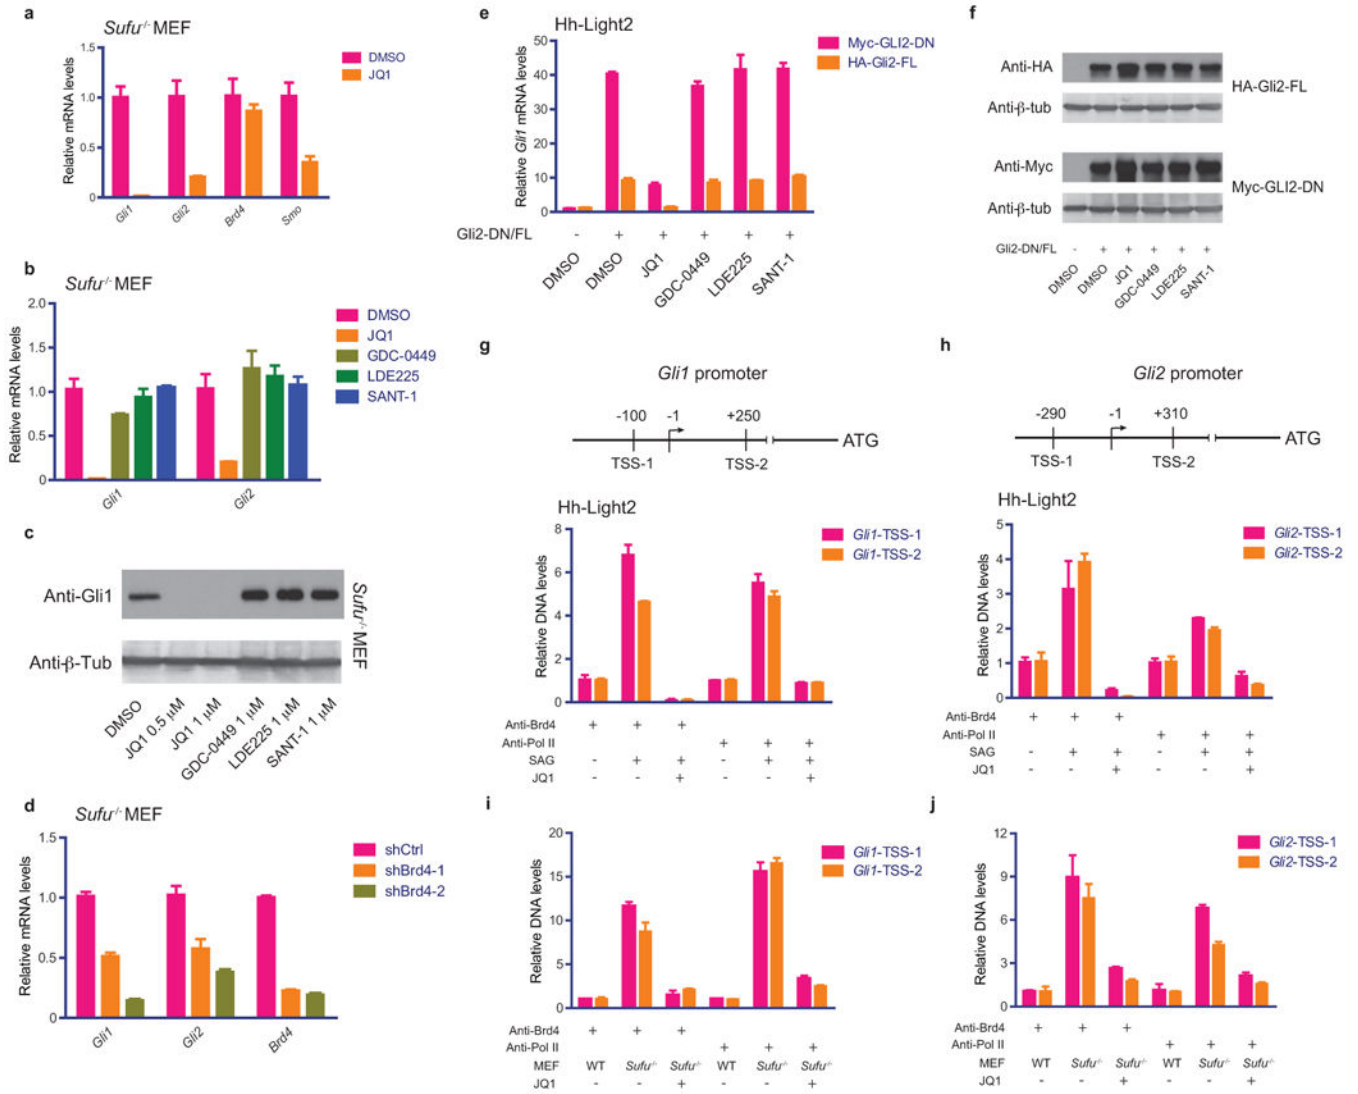 a
Sufu-/- MEF
Relative mRNA levels
1.5
1.0
0.5
0
Gli1 Gli2 Brd4 Smo
DMSO
JQ1
b
Sufu-/- MEF
Relative mRNA levels
2.0
1.5
1.0
0.5
0
Gli1 Gli2
DMSO
JQ1
GDC-0449
LDE225
SANT-1
c
Anti-Gli1
Anti-β-Tub
Sufu-/- MEF
DMSO
JQ1 0.5 μM
JQ1 1 μM
GDC-0449 1 μM
LDE225 1 μM
SANT-1 1 μM
d
Sufu-/- MEF
Relative mRNA levels
1.5
1.0
0.5
0
Gli1 Gli2 Brd4
shCtrl
shBrd4-1
shBrd4-2
e
Hh-Light2
Relative Gli1 mRNA levels
50
40
30
20
10
0
Myc-GLI2-DN
HA-Gli2-FL
Gli2-DN/FL - + + + + +
DMSO DMSO JQ1 GDC-0449 LDE225 SANT-1
f
Anti-HA
Anti-β-tub
HA-Gli2-FL
Anti-Myc
Anti-β-tub
Myc-GLI2-DN
Gli2-DN/FL - + + + + +
DMSO DMSO JQ1 GDC-0449 LDE225 SANT-1
g
Gli1 promoter
-100 -1 +250
ATG
TSS-1 TSS-2
Hh-Light2
Relative DNA levels
8
6
4
2
0
Gli1-TSS-1
Gli1-TSS-2
Anti-Brd4 + + +
Anti-Pol II + + +
SAG - + + - + +
JQ1 - - + - - +
h
Gli2 promoter
-290 -1 +310
ATG
TSS-1 TSS-2
Hh-Light2
Relative DNA levels
5
4
3
2
1
0
Gli2-TSS-1
Gli2-TSS-2
Anti-Brd4 + + +
Anti-Pol II + + +
SAG - + + - + +
JQ1 - - + - - +
i
Relative DNA levels
20
15
10
5
0
Gli1-TSS-1
Gli1-TSS-2
Anti-Brd4 + + +
Anti-Pol II + + +
MEF WT Sufu-/- Sufu-/- WT Sufu-/- Sufu-/-
JQ1 - - + - - +
j
Relative DNA levels
12
9
6
3
0
Gli2-TSS-1
Gli2-TSS-2
Anti-Brd4 + + +
Anti-Pol II + + +
MEF WT Sufu-/- Sufu-/- WT Sufu-/- Sufu-/-
JQ1 - - + - - +